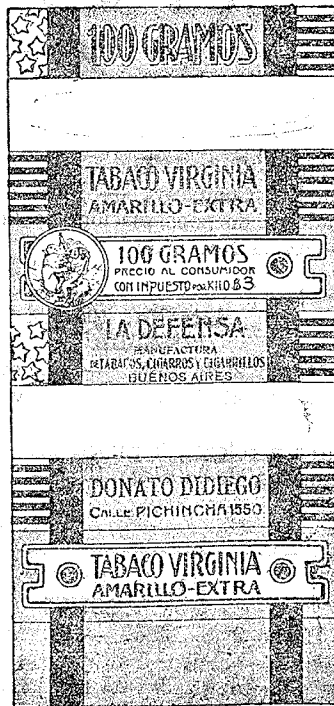 100 GRAMOS
TABACO VIRGINIA
AMARILLO-EXTRA
100 GRAMOS
PRECIO AL CONSUMIDOR
CON IMPUESTO POR KILO $3
LA DEFENSA
MANUFACTURA
DE TABACOS, CIGARROS Y CIGARRILLOS
BUENOS AIRES
DONATO DIDIEGO
CALLE PICHINCHA 1550
TABACO VIRGINIA
AMARILLO-EXTRA